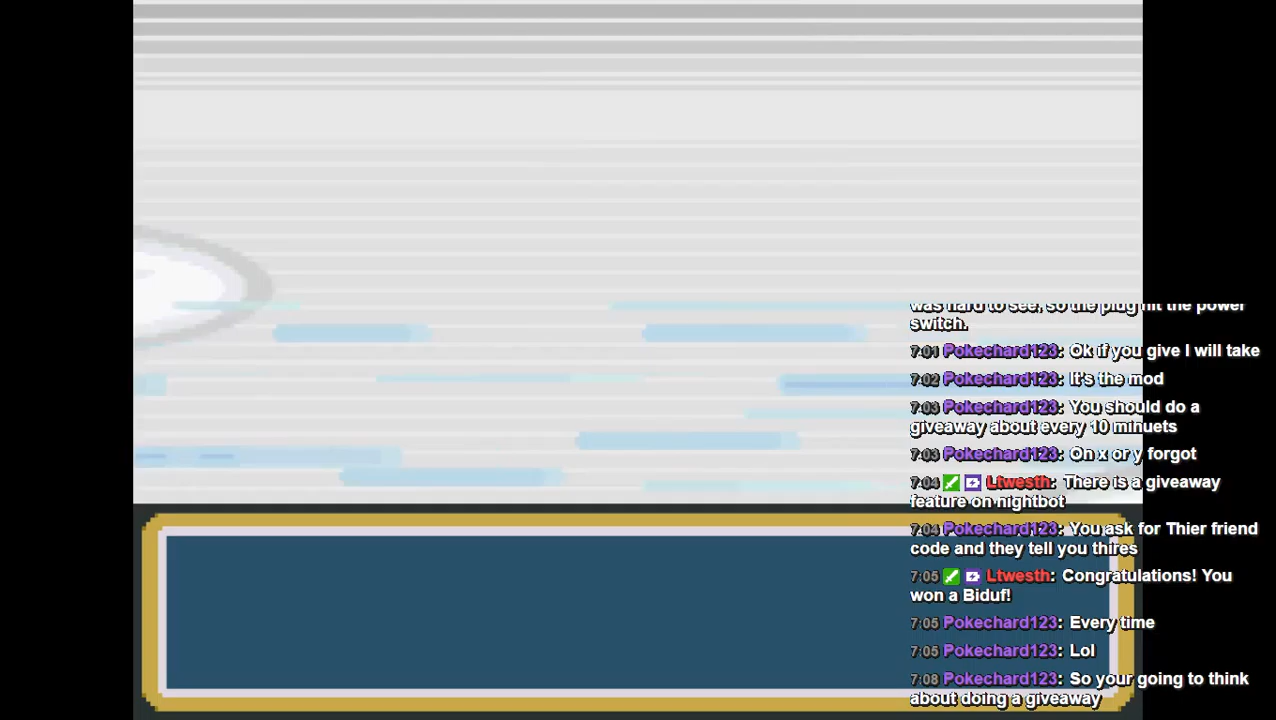 was hard to see, so the plug hit the power
switch.
7:01 Pokechard123: Ok if you give I will take
7:02 Pokechard123: It's the mod
7:03 Pokechard123: You should do a
giveaway about every 10 minuets
7:03 Pokechard123: On x or y forgot
7:04 Ltwesth: There is a giveaway
feature on nightbot
7:04 Pokechard123: You ask for Thier friend
code and they tell you thires
7:05 Ltwesth: Congratulations! You
won a Biduf!
7:05 Pokechard123: Every time
7:05 Pokechard123: Lol
7:08 Pokechard123: So your going to think
about doing a giveaway